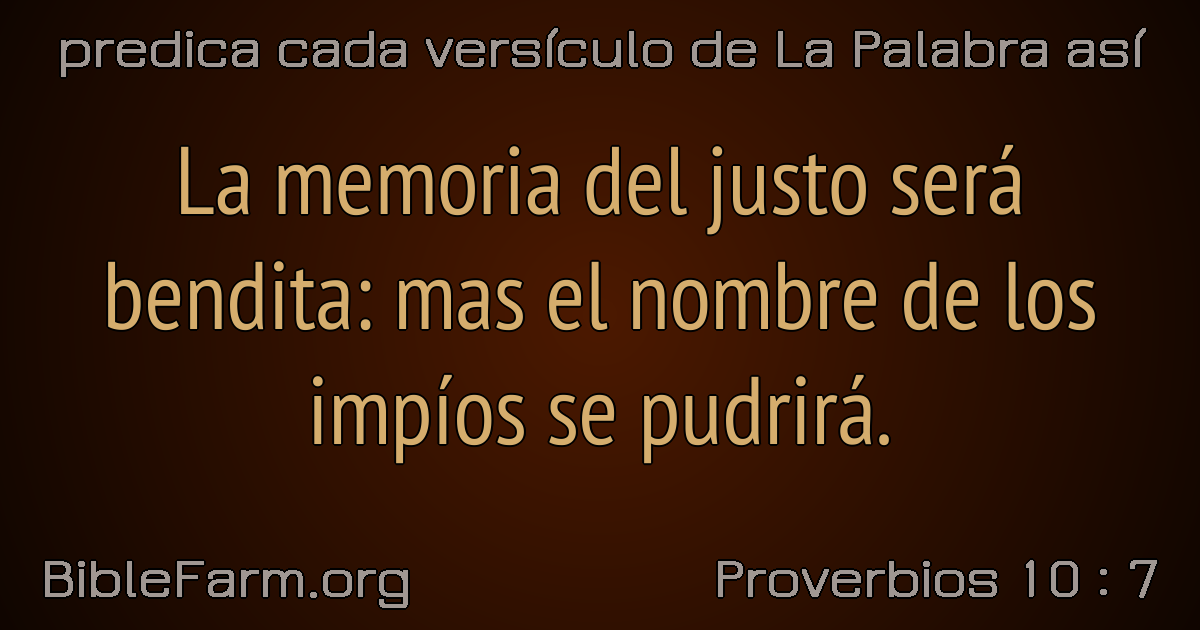 predica cada versículo de La Palabra así
La memoria del justo será
bendita: mas el nombre de los
impíos se pudrirá.
BibleFarm.org
Proverbios 10 : 7